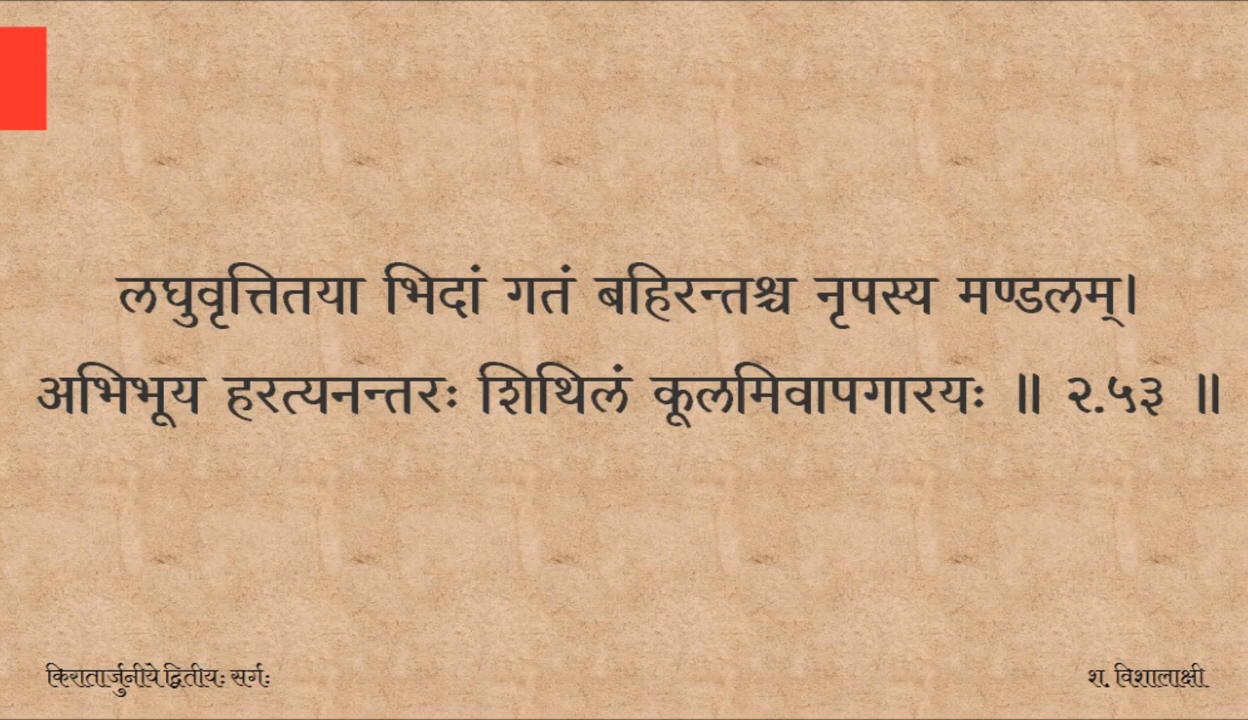 लघुवृत्तितया भिदां गतं बहिरन्तश्च नृपस्य मण्डलम्।
अभिभूय हरत्यनन्तरः शिथिलं कूलमिवापगारयः ॥ २.५३ ॥
किरातार्जुनीये द्वितीयः सर्गः
श. विशालाक्षी